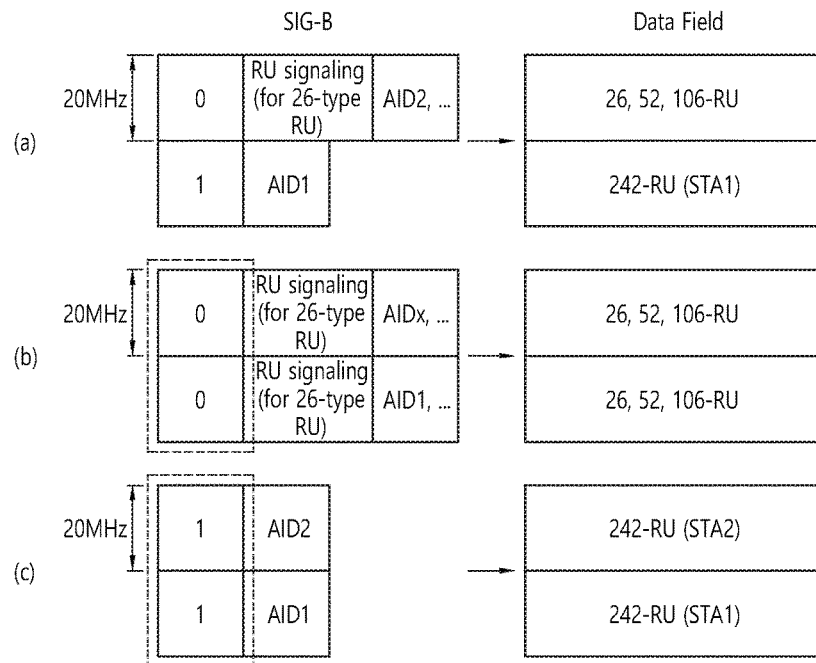 SIG-B
Data Field
(a)
20MHz
0
RU signaling
(for 26-type
RU)
AID2, ...
26, 52, 106-RU
1
AID1
242-RU (STA1)
(b)
20MHz
0
RU signaling
(for 26-type
RU)
AIDx, ...
26, 52, 106-RU
0
RU signaling
(for 26-type
RU)
AID1, ...
26, 52, 106-RU
(c)
20MHz
1
AID2
242-RU (STA2)
1
AID1
242-RU (STA1)